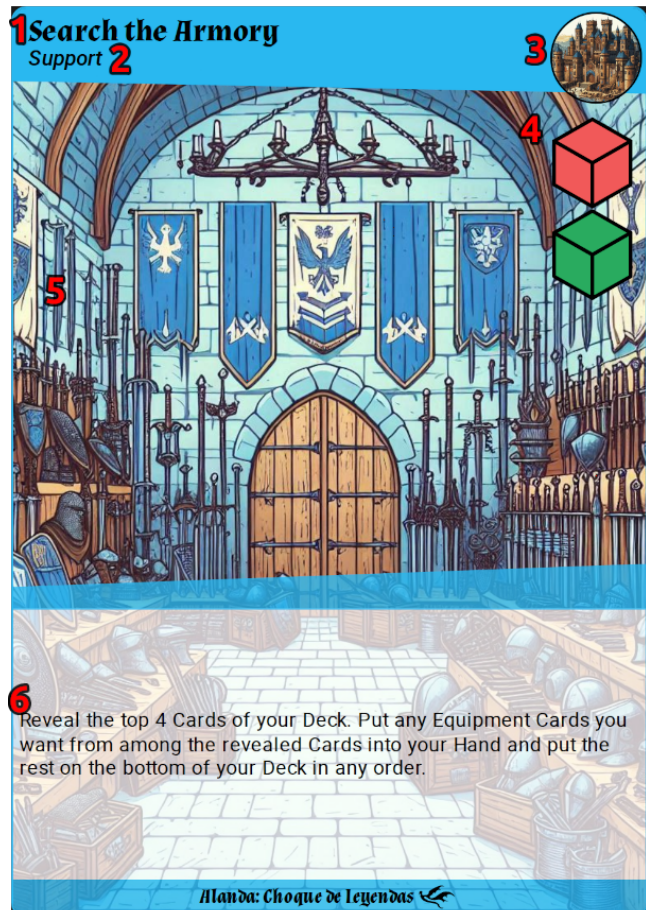 1 Search the Armory
Support 2
3
4
5
6
Reveal the top 4 Cards of your Deck. Put any Equipment Cards you
want from among the revealed Cards into your Hand and put the
rest on the bottom of your Deck in any order.
Alanda: Choque de Leyendas